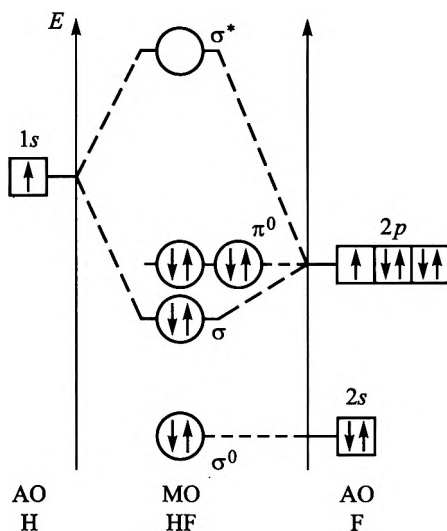 E
σ*
1s
↑
π⁰
2p
↓↑ ↓↑
↑ ↓↑ ↓↑
↓↑
σ
2s
↓↑
↓↑
σ⁰
AO MO AO
H HF F